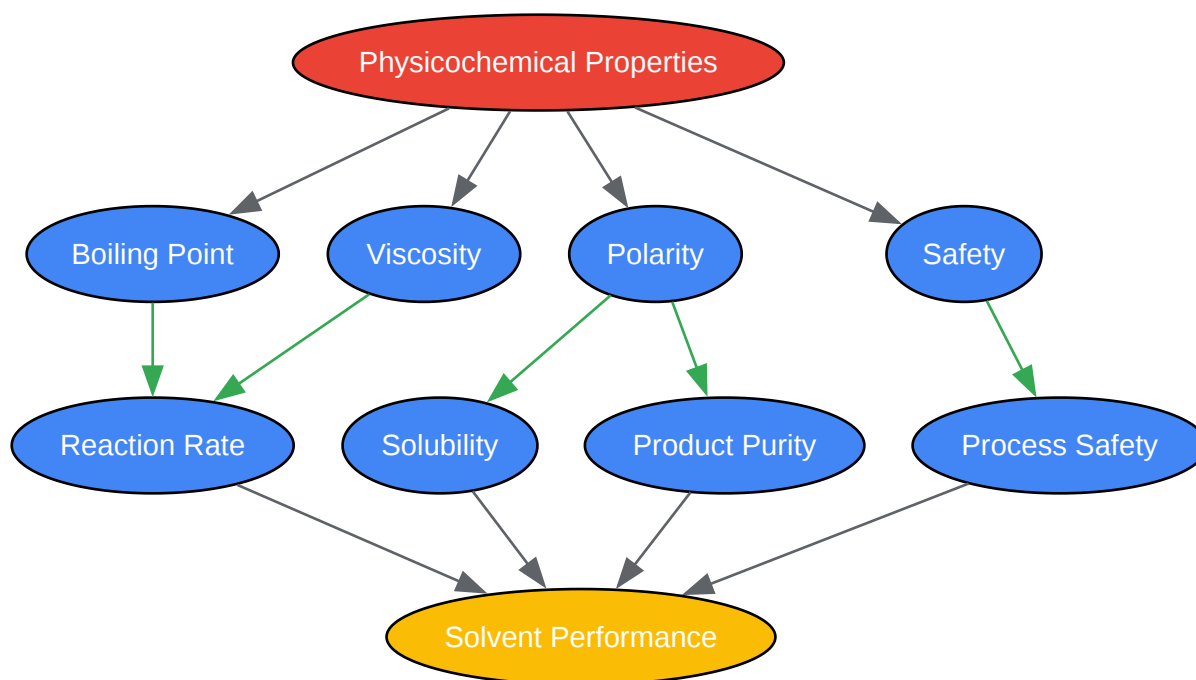 Physicochemical Properties
Boiling Point
Viscosity
Polarity
Safety
Reaction Rate
Solubility
Product Purity
Process Safety
Solvent Performance